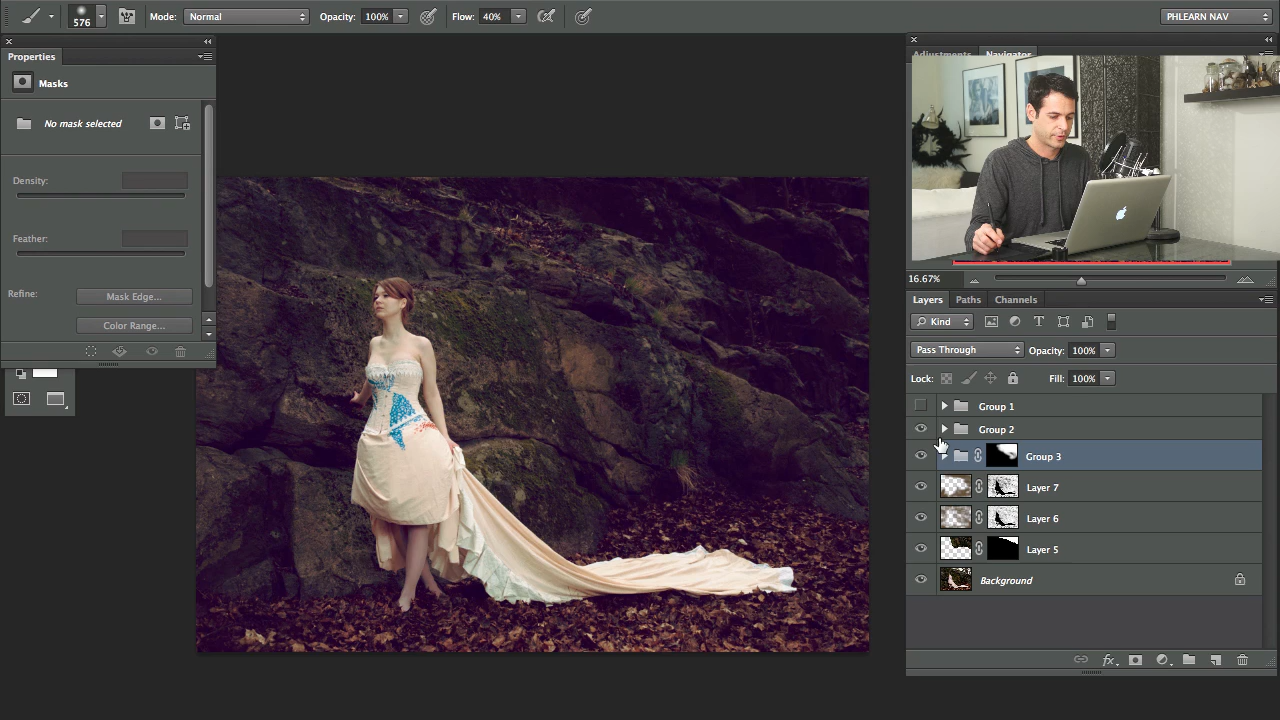 576 Mode: Normal Opacity: 100% Flow: 40% PHLEARN NAV
Properties
Masks
No mask selected
Density:
Feather:
Refine: Mask Edge...
Color Range...
Adjustments Navigator
16.67%
Layers Paths Channels
Kind
Pass Through Opacity: 100%
Lock: Fill: 100%
Group 1
Group 2
Group 3
Layer 7
Layer 6
Layer 5
Background